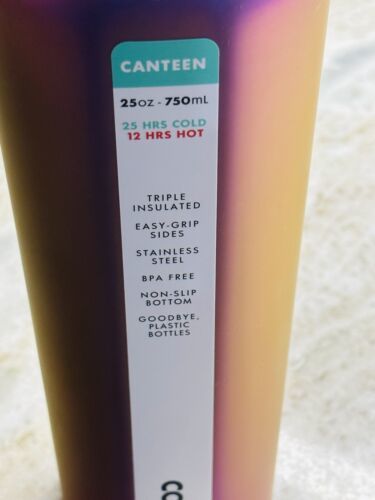 CANTEEN
25oz - 750mL
25 HRS COLD
12 HRS HOT
TRIPLE
INSULATED
EASY-GRIP
SIDES
STAINLESS
STEEL
BPA FREE
NON-SLIP
BOTTOM
GOODBYE,
PLASTIC
BOTTLES